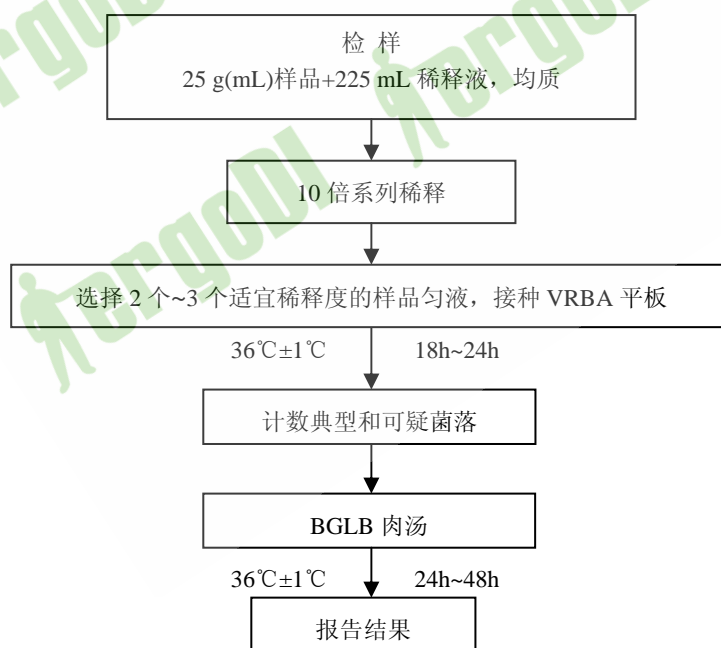 检 样
25 g(mL)样品+225 mL 稀释液，均质
10 倍系列稀释
选择 2 个~3 个适宜稀释度的样品匀液，接种 VRBA 平板
36℃±1℃ 18h~24h
计数典型和可疑菌落
BGLB 肉汤
36℃±1℃ 24h~48h
报告结果